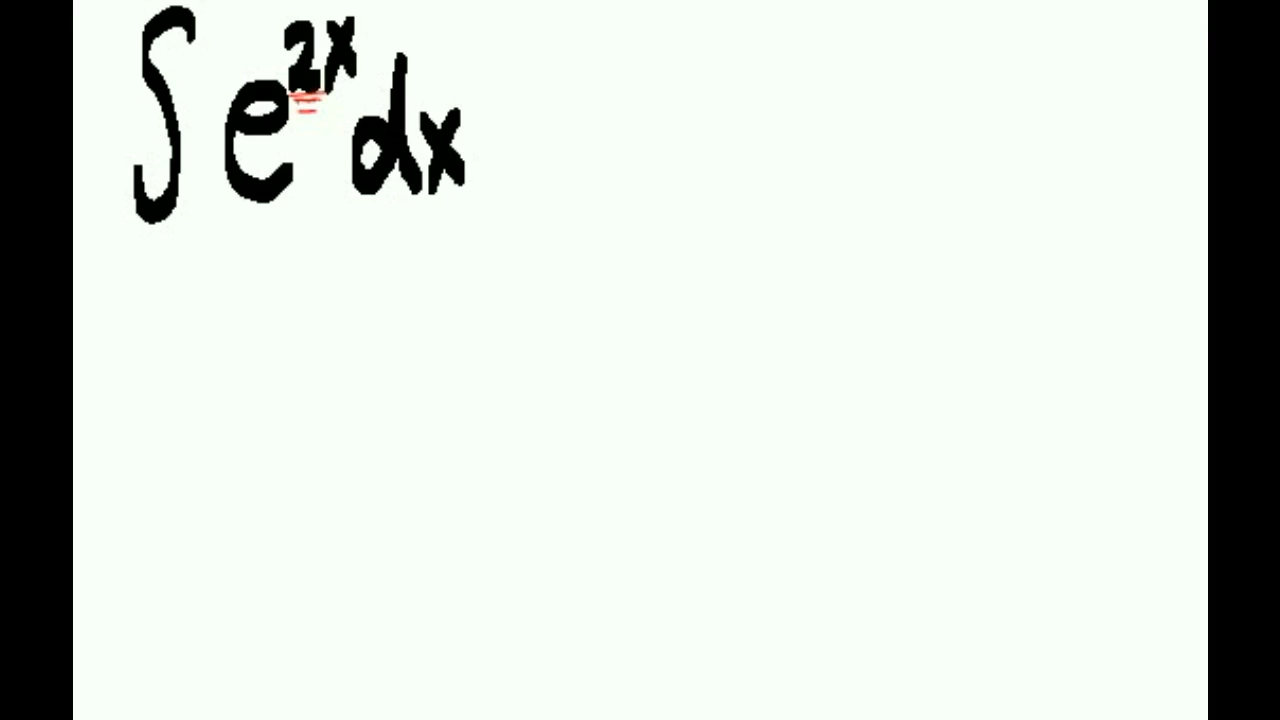 ∫ e^{2x} dx